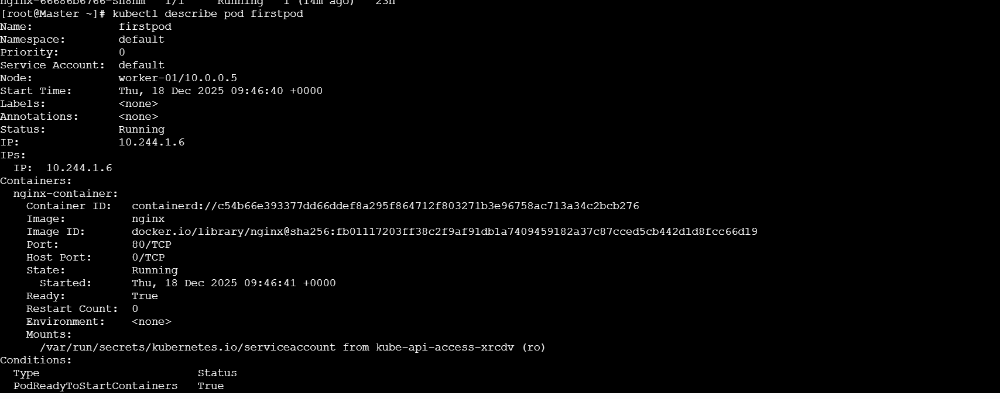 nginx-66686b6766-sn8nm   1/1     Running   1 (14m ago)   23h
[root@Master ~]# kubectl describe pod firstpod
Name:             firstpod
Namespace:        default
Priority:         0
Service Account:  default
Node:             worker-01/10.0.0.5
Start Time:       Thu, 18 Dec 2025 09:46:40 +0000
Labels:           <none>
Annotations:      <none>
Status:           Running
IP:               10.244.1.6
IPs:
  IP:  10.244.1.6
Containers:
  nginx-container:
    Container ID:   containerd://c54b66e393377dd66ddef8a295f864712f803271b3e96758ac713a34c2bcb276
    Image:          nginx
    Image ID:       docker.io/library/nginx@sha256:fb01117203ff38c2f9af91db1a7409459182a37c87cced5cb442d1d8fcc66d19
    Port:           80/TCP
    Host Port:      0/TCP
    State:          Running
      Started:      Thu, 18 Dec 2025 09:46:41 +0000
    Ready:          True
    Restart Count:  0
    Environment:    <none>
    Mounts:
      /var/run/secrets/kubernetes.io/serviceaccount from kube-api-access-xrcdv (ro)
Conditions:
  Type                        Status
  PodReadyToStartContainers   True